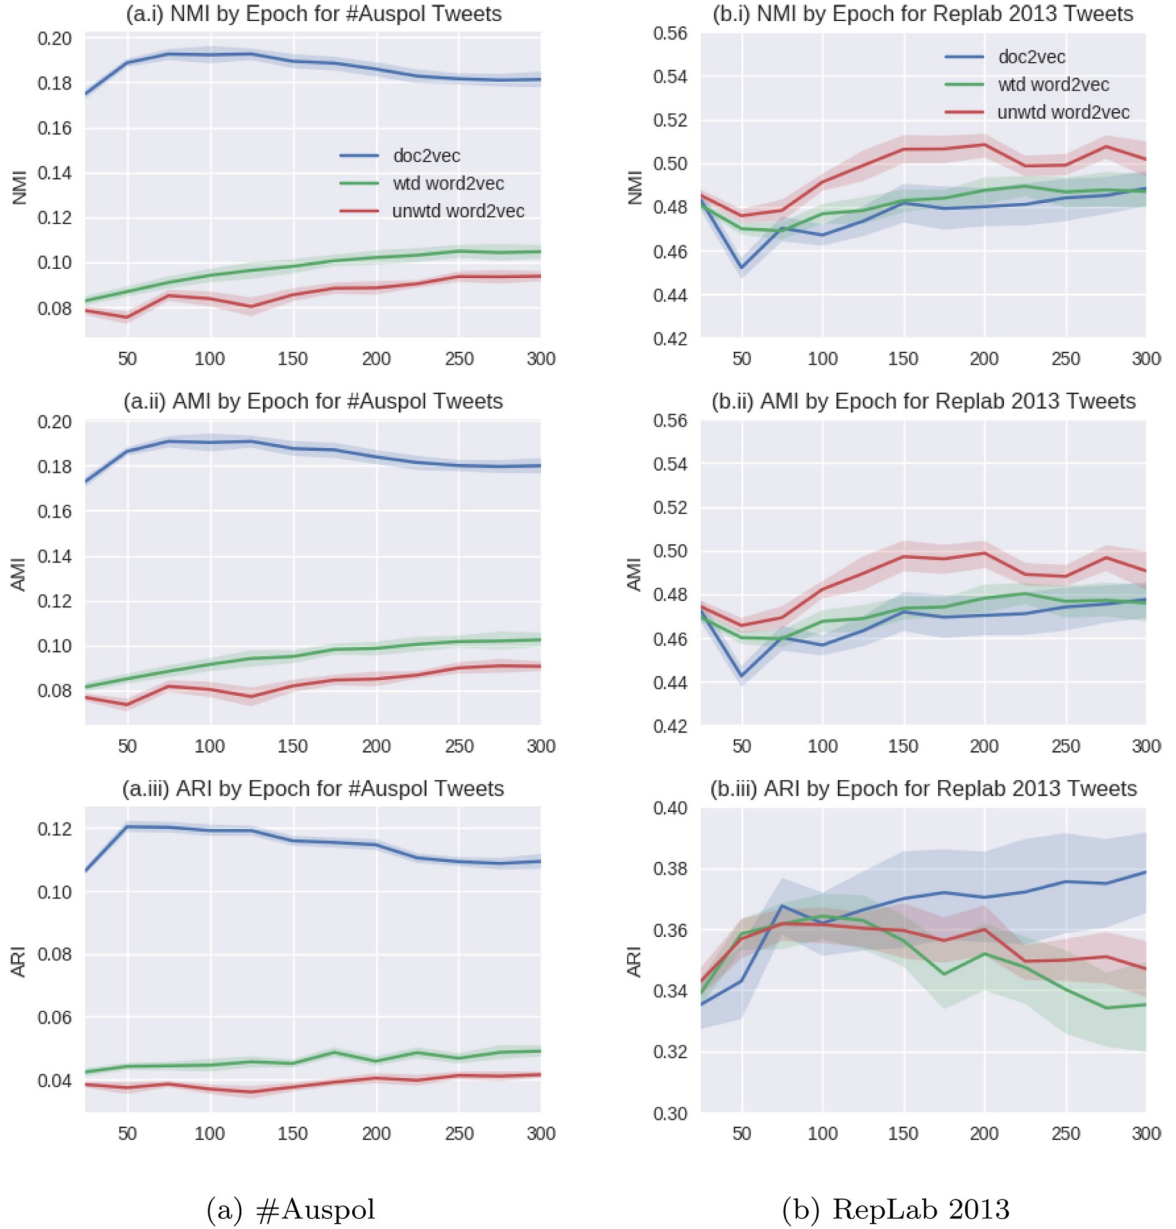 (a.i) NMI by Epoch for #Auspol Tweets
0.20
0.18
0.16
0.14
0.12
0.10
0.08
NMI
doc2vec
wtd word2vec
unwtd word2vec
50 100 150 200 250 300
(b.i) NMI by Epoch for Replab 2013 Tweets
0.56
0.54
0.52
0.50
0.48
0.46
0.44
0.42
NMI
doc2vec
wtd word2vec
unwtd word2vec
50 100 150 200 250 300
(a.ii) AMI by Epoch for #Auspol Tweets
0.20
0.18
0.16
0.14
0.12
0.10
0.08
AMI
50 100 150 200 250 300
(b.ii) AMI by Epoch for Replab 2013 Tweets
0.56
0.54
0.52
0.50
0.48
0.46
0.44
0.42
AMI
50 100 150 200 250 300
(a.iii) ARI by Epoch for #Auspol Tweets
0.12
0.10
0.08
0.06
0.04
ARI
50 100 150 200 250 300
(b.iii) ARI by Epoch for Replab 2013 Tweets
0.40
0.38
0.36
0.34
0.32
0.30
ARI
50 100 150 200 250 300
(a) #Auspol
(b) RepLab 2013